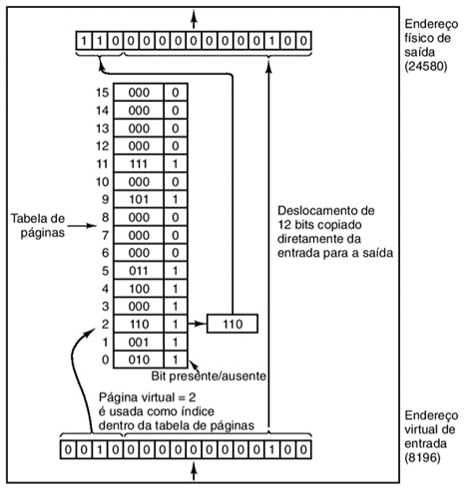 Endereço
físico de
saída
(24580)
1 1 0 0 0 0 0 0 0 0 0 0 1 0 0
15 000 0
14 000 0
13 000 0
12 000 0
11 111 1
10 000 0
9 101 1
8 000 0
7 000 0
6 000 0
5 011 1
4 100 1
3 000 1
2 110 1 110
1 001 1
0 010 1
Tabela de
páginas
Deslocamento de
12 bits copiado
diretamente da
entrada para a saída
Bit presente/ausente
Página virtual = 2
é usada como índice
dentro da tabela de páginas
0 0 1 0 0 0 0 0 0 0 0 0 0 1 0 0
Endereço
virtual de
entrada
(8196)